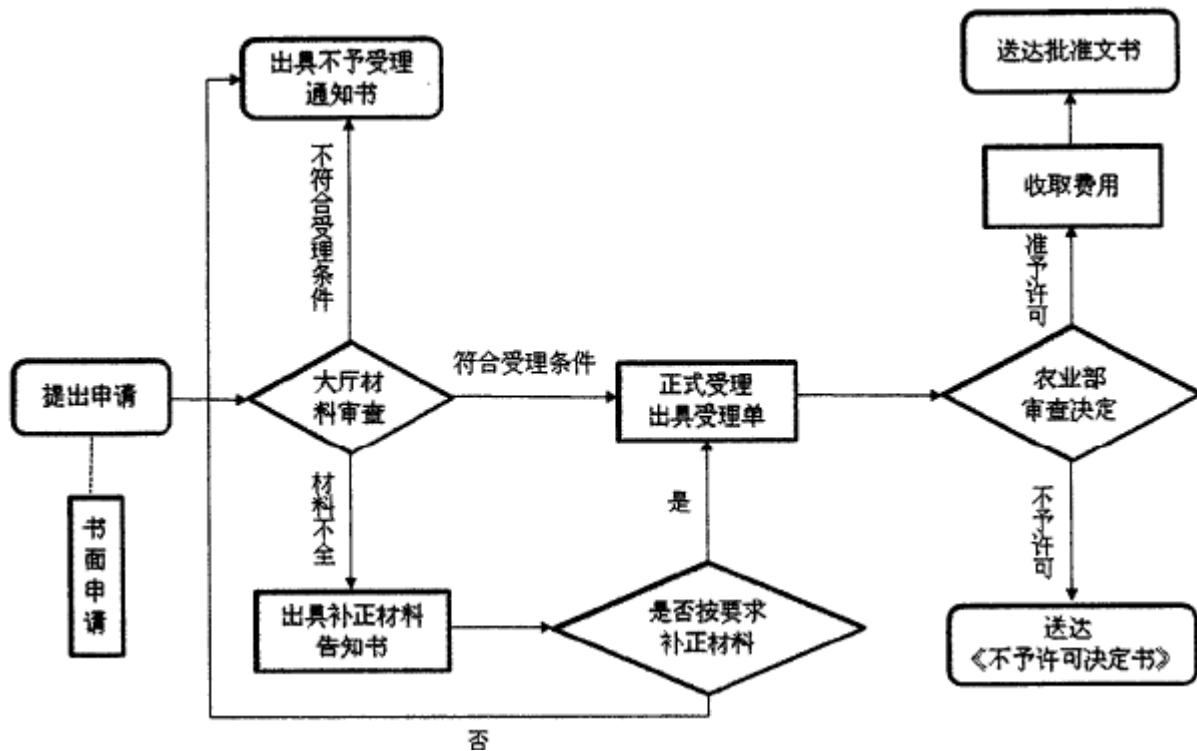 出具不予受理
通知书
送达批准文书
收取费用
不符合受理条件
准予许可
提出申请
大厅材
料审查
符合受理条件
正式受理
出具受理单
农业部
审查决定
书面申请
材料不全
是
不予许可
出具补正材料
告知书
是否按要求
补正材料
送达
《不予许可决定书》
否